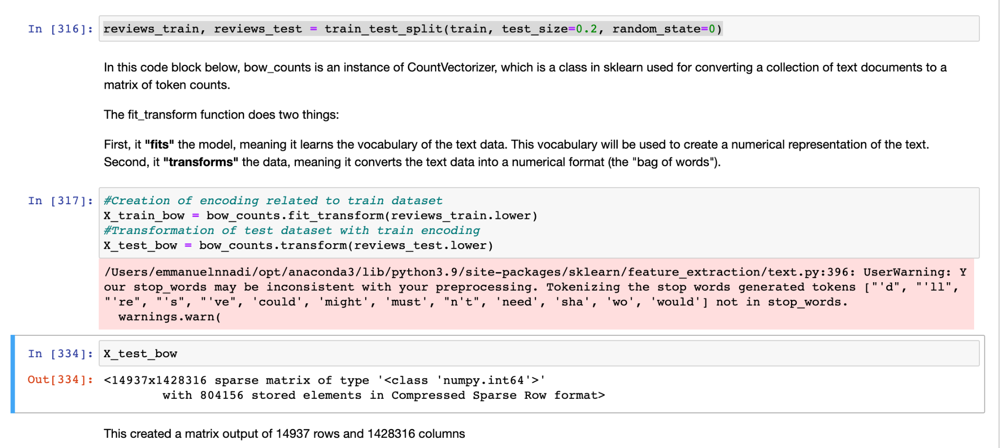 In [316]: reviews_train, reviews_test = train_test_split(train, test_size=0.2, random_state=0)
In this code block below, bow_counts is an instance of CountVectorizer, which is a class in sklearn used for converting a collection of text documents to a
matrix of token counts.
The fit_transform function does two things:
First, it "fits" the model, meaning it learns the vocabulary of the text data. This vocabulary will be used to create a numerical representation of the text.
Second, it "transforms" the data, meaning it converts the text data into a numerical format (the "bag of words").
In [317]: #Creation of encoding related to train dataset
X_train_bow = bow_counts.fit_transform(reviews_train.lower)
#Transformation of test dataset with train encoding
X_test_bow = bow_counts.transform(reviews_test.lower)
/Users/emmanuelnnadi/opt/anaconda3/lib/python3.9/site-packages/sklearn/feature_extraction/text.py:396: UserWarning: Y
our stop_words may be inconsistent with your preprocessing. Tokenizing the stop words generated tokens ["'d", "'ll",
"'re", "'s", "'ve", 'could', 'might', 'must', "n't", 'need', 'sha', 'wo', 'would'] not in stop_words.
  warnings.warn(
In [334]: X_test_bow
Out[334]: <14937x1428316 sparse matrix of type '<class 'numpy.int64'>'
        with 804156 stored elements in Compressed Sparse Row format>
This created a matrix output of 14937 rows and 1428316 columns